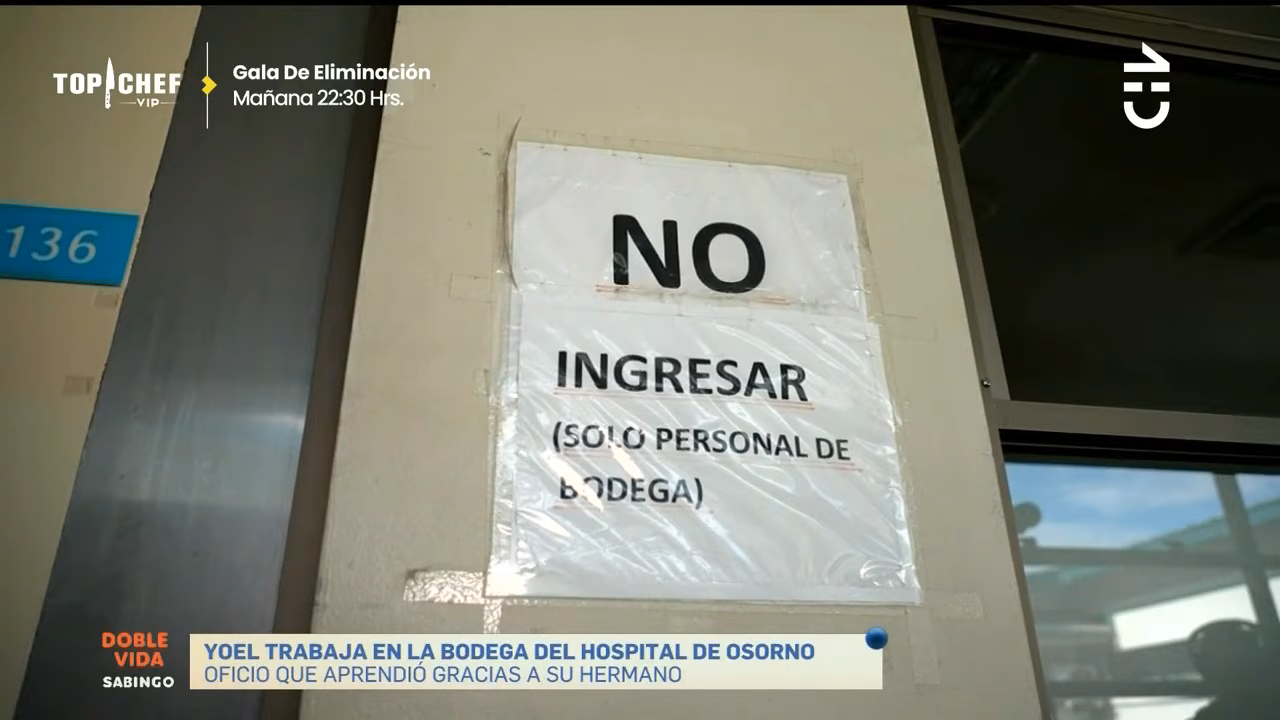 TOP CHEF
VIP
Gala De Eliminación
Mañana 22:30 Hrs.
CHV
136
NO
INGRESAR
(SOLO PERSONAL DE
BODEGA)
DOBLE
VIDA
SABINGO
YOEL TRABAJA EN LA BODEGA DEL HOSPITAL DE OSORNO
OFICIO QUE APRENDIÓ GRACIAS A SU HERMANO